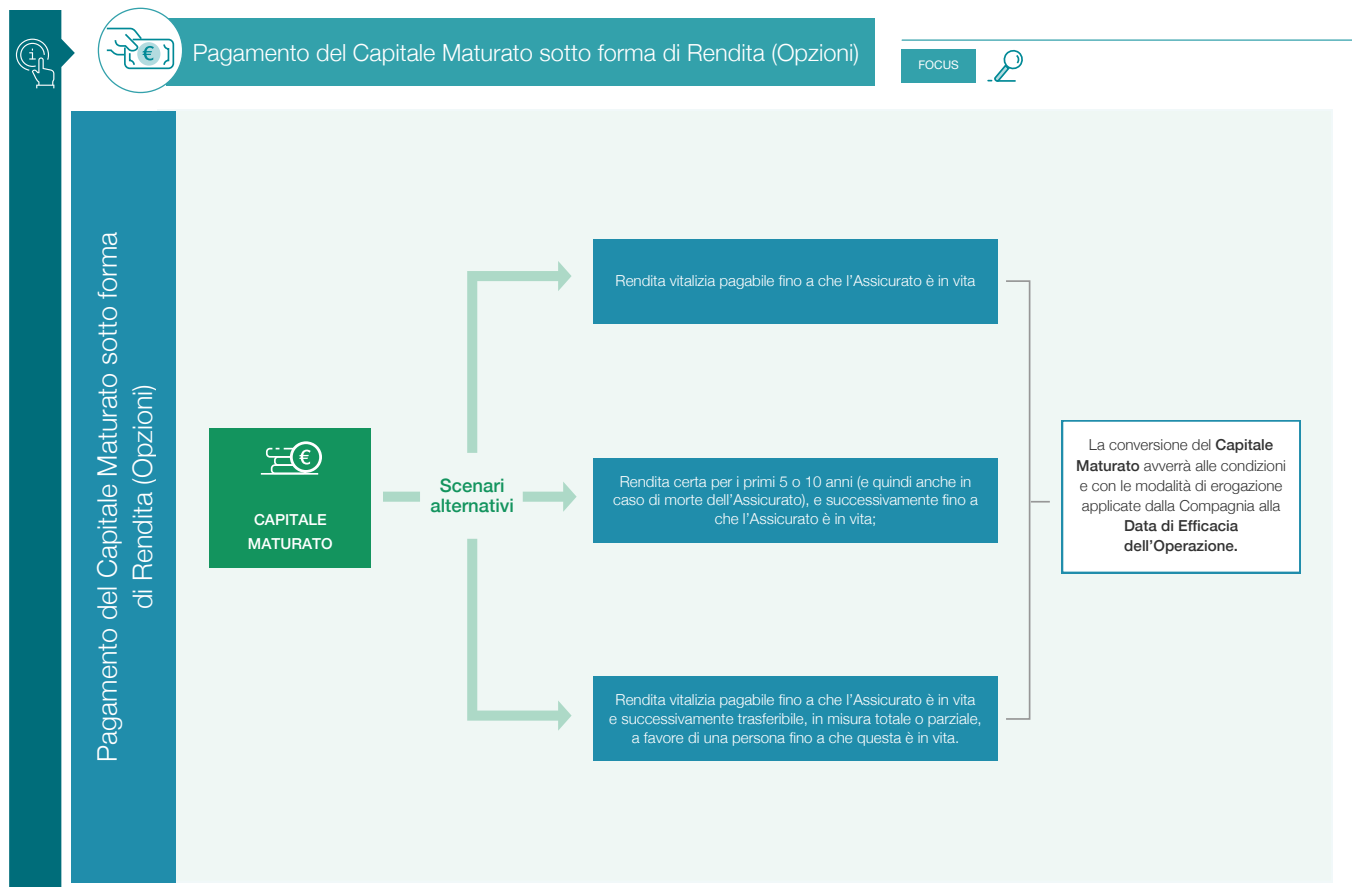 i
€
Pagamento del Capitale Maturato sotto forma di Rendita (Opzioni)
FOCUS
Pagamento del Capitale Maturato sotto forma
di Rendita (Opzioni)
€
CAPITALE
MATURATO
Scenari
alternativi
Rendita vitalizia pagabile fino a che l’Assicurato è in vita
Rendita certa per i primi 5 o 10 anni (e quindi anche in
caso di morte dell’Assicurato), e successivamente fino a
che l’Assicurato è in vita;
Rendita vitalizia pagabile fino a che l’Assicurato è in vita
e successivamente trasferibile, in misura totale o parziale,
a favore di una persona fino a che questa è in vita.
La conversione del Capitale
Maturato avverrà alle condizioni
e con le modalità di erogazione
applicate dalla Compagnia alla
Data di Efficacia
dell’Operazione.